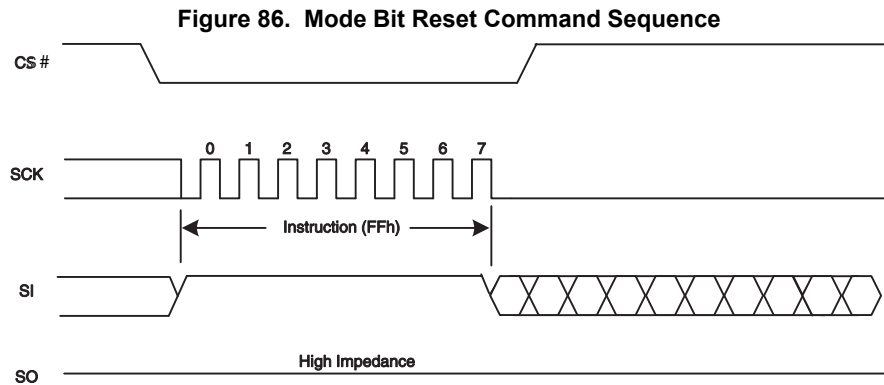 Figure 86. Mode Bit Reset Command Sequence
CS #
0 1 2 3 4 5 6 7
SCK
Instruction (FFh)
SI
High Impedance
SO